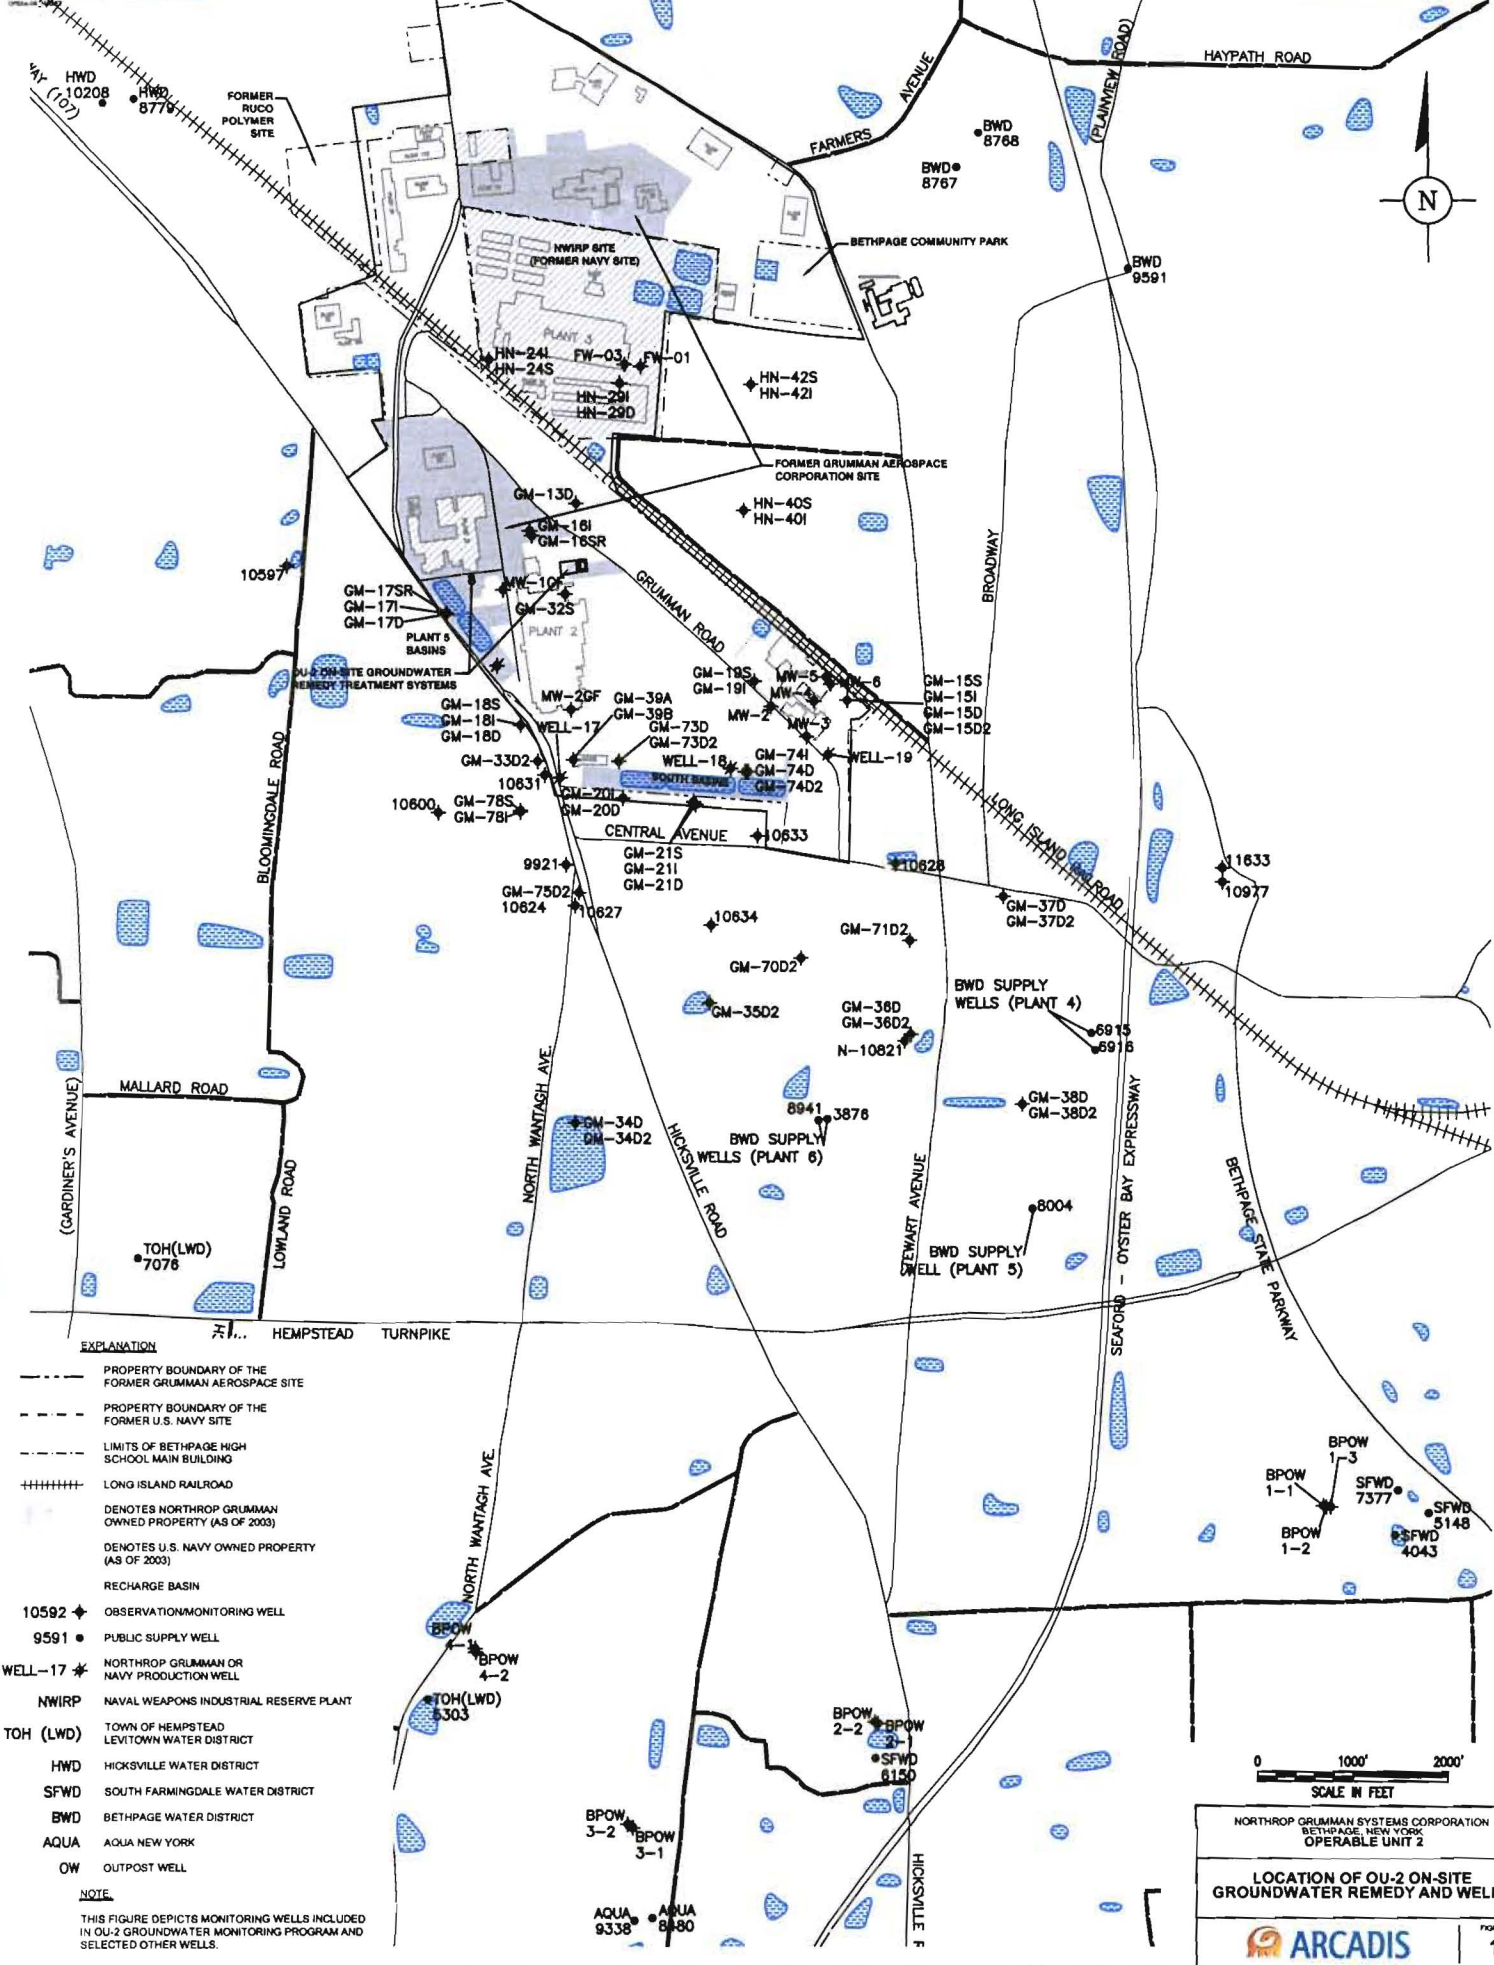 HWD
10208
HWD
8779
WAY (107)
FORMER
RUCO
POLYMER
SITE
FARMERS
AVENUE
(PLAINVIEW ROAD)
HAYPATH ROAD
BWD
8768
BWD
8767
N
NWIRP SITE
(FORMER NAVY SITE)
BETHPAGE COMMUNITY PARK
BWD
9591
PLANT 3
HN-24I
HN-24S
FW-03
FW-01
HN-29I
HN-29D
HN-42S
HN-42I
FORMER GRUMMAN AEROSPACE
CORPORATION SITE
GM-13D
HN-40S
HN-40I
GM-16I
GM-16SR
10597
GM-17SR
GM-17I
GM-17D
MW-1GF
GM-32S
PLANT 2
GRUMMAN ROAD
BROADWAY
PLANT 5
BASINS
OU-2 ON-SITE GROUNDWATER
REMEDY TREATMENT SYSTEMS
GM-19S
GM-19I
MW-5
MW-6
MW-4
MW-2
MW-3
GM-15S
GM-15I
GM-15D
GM-15D2
GM-18S
GM-18I
GM-18D
MW-2GF
WELL-17
GM-39A
GM-39B
GM-73D
GM-73D2
GM-33D2
WELL-18
GM-74I
GM-74D
GM-74D2
WELL-19
SOUTH BASINS
10631
GM-20I
GM-20D
10600
GM-78S
GM-78I
BLOOMINGDALE ROAD
CENTRAL AVENUE
10633
LONG ISLAND RAILROAD
9921
GM-21S
GM-21I
GM-21D
10628
11633
10977
GM-75D2
10624
10627
GM-37D
GM-37D2
10634
GM-71D2
GM-70D2
GM-35D2
BWD SUPPLY
WELLS (PLANT 4)
GM-36D
GM-36D2
N-10821
6915
6916
(GARDINER'S AVENUE)
MALLARD ROAD
NORTH WANTAGH AVE.
8941
3876
GM-38D
GM-38D2
GM-34D
GM-34D2
BWD SUPPLY
WELLS (PLANT 6)
HICKSVILLE ROAD
LOWLAND ROAD
STEWART AVENUE
SEAFORD - OYSTER BAY EXPRESSWAY
BETHPAGE STATE PARKWAY
8004
TOH(LWD)
7076
BWD SUPPLY
WELL (PLANT 5)
HEMPSTEAD TURNPIKE
EXPLANATION
PROPERTY BOUNDARY OF THE
FORMER GRUMMAN AEROSPACE SITE
PROPERTY BOUNDARY OF THE
FORMER U.S. NAVY SITE
LIMITS OF BETHPAGE HIGH
SCHOOL MAIN BUILDING
LONG ISLAND RAILROAD
DENOTES NORTHROP GRUMMAN
OWNED PROPERTY (AS OF 2003)
DENOTES U.S. NAVY OWNED PROPERTY
(AS OF 2003)
RECHARGE BASIN
10592 OBSERVATION/MONITORING WELL
9591 PUBLIC SUPPLY WELL
WELL-17 NORTHROP GRUMMAN OR
NAVY PRODUCTION WELL
NWIRP NAVAL WEAPONS INDUSTRIAL RESERVE PLANT
TOH (LWD) TOWN OF HEMPSTEAD
LEVITOWN WATER DISTRICT
HWD HICKSVILLE WATER DISTRICT
SFWD SOUTH FARMINGDALE WATER DISTRICT
BWD BETHPAGE WATER DISTRICT
AQUA AQUA NEW YORK
OW OUTPOST WELL
NOTE:
THIS FIGURE DEPICTS MONITORING WELLS INCLUDED
IN OU-2 GROUNDWATER MONITORING PROGRAM AND
SELECTED OTHER WELLS.
NORTH WANTAGH AVE.
BPOW
4-1
BPOW
4-2
TOH(LWD)
5303
BPOW
1-3
BPOW
1-1
BPOW
1-2
SFWD
7377
SFWD
5148
SFWD
4043
BPOW
2-2
BPOW
2-1
SFWD
6150
BPOW
3-2
BPOW
3-1
AQUA
9338
AQUA
8480
HICKSVILLE R
0 1000' 2000'
SCALE IN FEET
NORTHROP GRUMMAN SYSTEMS CORPORATION
BETHPAGE, NEW YORK
OPERABLE UNIT 2
LOCATION OF OU-2 ON-SITE
GROUNDWATER REMEDY AND WELL
ARCADIS